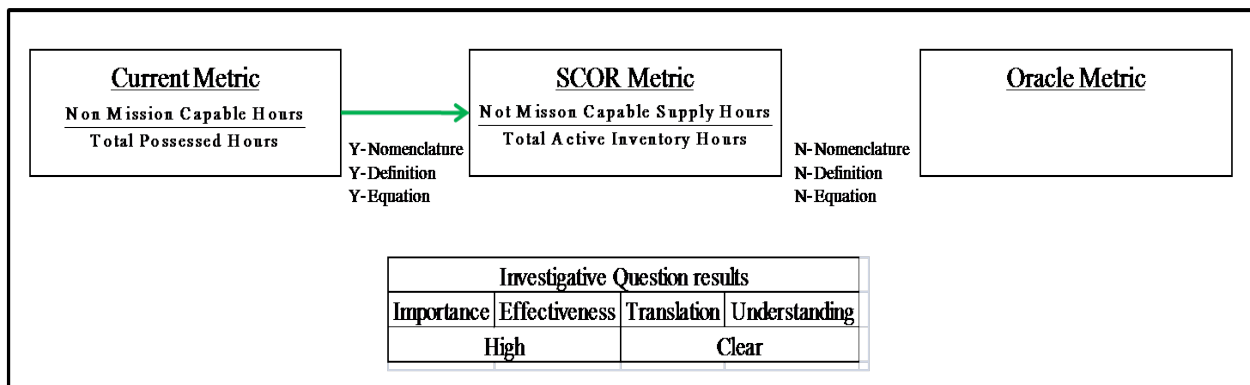 Current Metric
Non Mission Capable Hours
Total Possessed Hours
Y-Nomenclature
Y-Definition
Y-Equation
SCOR Metric
Not Misson Capable Supply Hours
Total Active Inventory Hours
N-Nomenclature
N-Definition
N-Equation
Oracle Metric
Investigative Question results
Importance Effectiveness Translation Understanding
High Clear